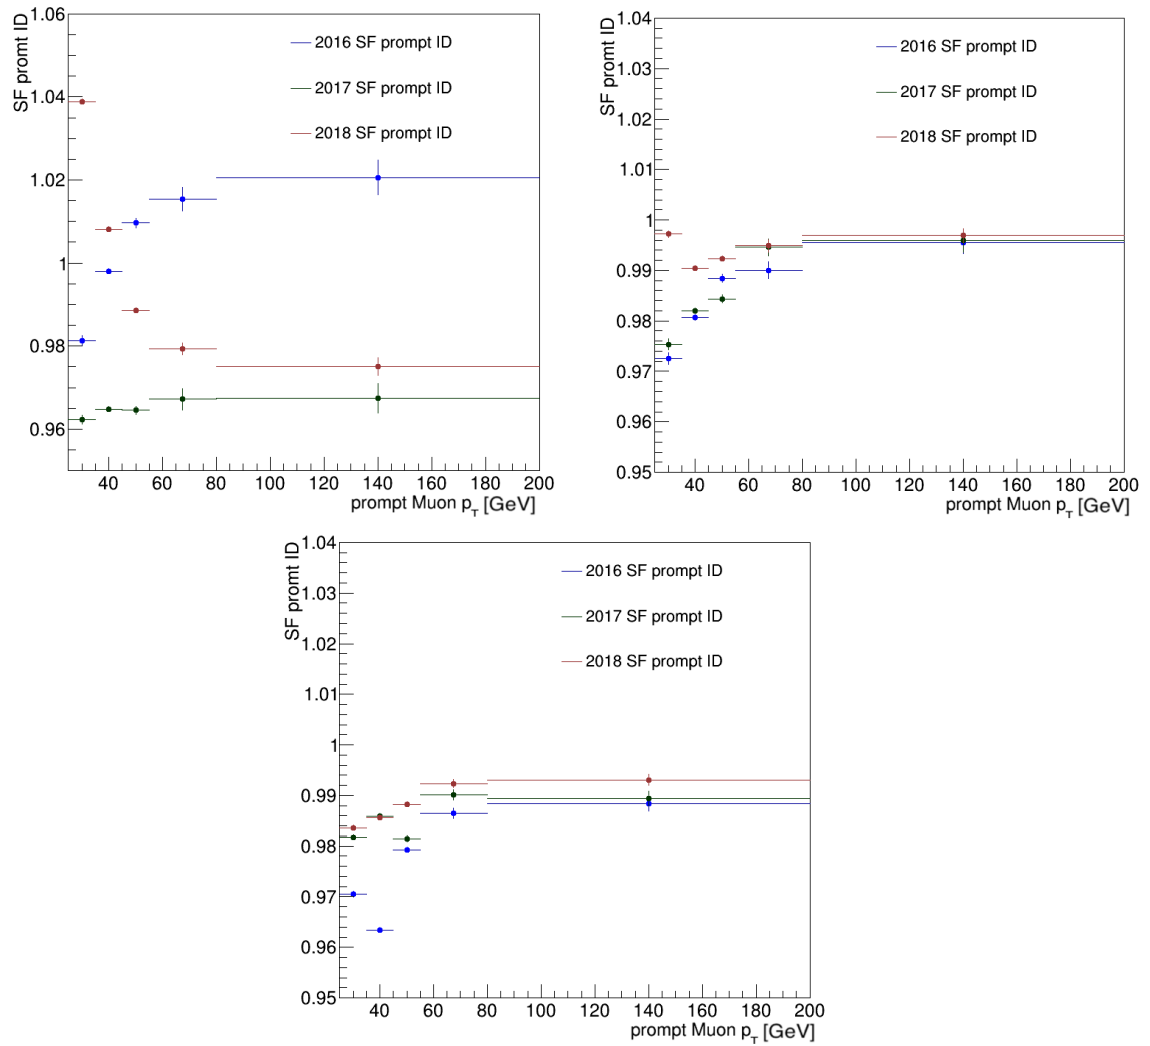 1.06
SF promt ID
2016 SF prompt ID
2017 SF prompt ID
2018 SF prompt ID
1.04
1.02
1
0.98
0.96
40 60 80 100 120 140 160 180 200
prompt Muon pT [GeV]
1.04
SF promt ID
2016 SF prompt ID
2017 SF prompt ID
2018 SF prompt ID
1.03
1.02
1.01
1
0.99
0.98
0.97
0.96
0.95
40 60 80 100 120 140 160 180 200
prompt Muon pT [GeV]
1.04
SF promt ID
2016 SF prompt ID
2017 SF prompt ID
2018 SF prompt ID
1.03
1.02
1.01
1
0.99
0.98
0.97
0.96
0.95
40 60 80 100 120 140 160 180 200
prompt Muon pT [GeV]